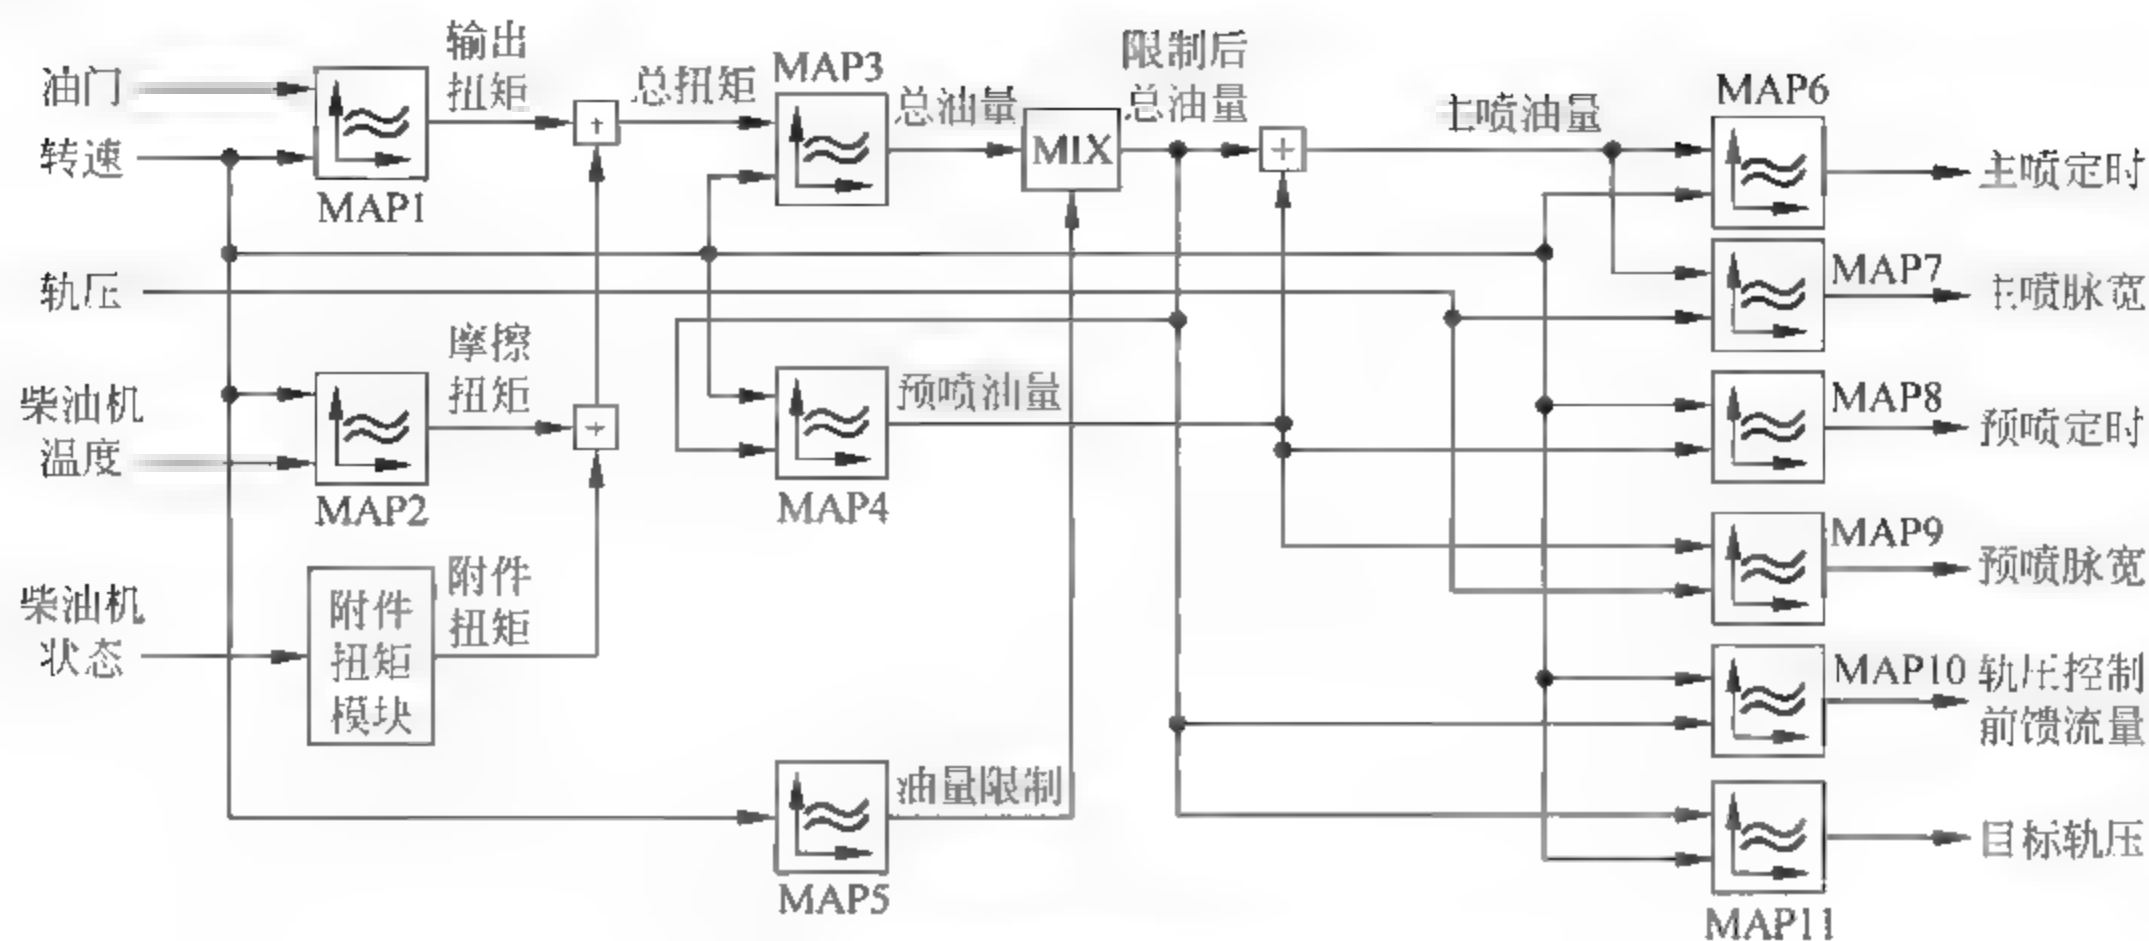 油门
转速
轨压
柴油机
温度
柴油机
状态
MAP1
输出
扭矩
MAP2
摩擦
扭矩
附件
扭矩
模块
附件
扭矩
+
+
总扭矩
MAP3
总油量
MIX
限制后
总油量
+
主喷油量
MAP4
预喷油量
MAP5
油量限制
MAP6
主喷定时
MAP7
主喷脉宽
MAP8
预喷定时
MAP9
预喷脉宽
MAP10
轨压控制
前馈流量
MAP11
目标轨压